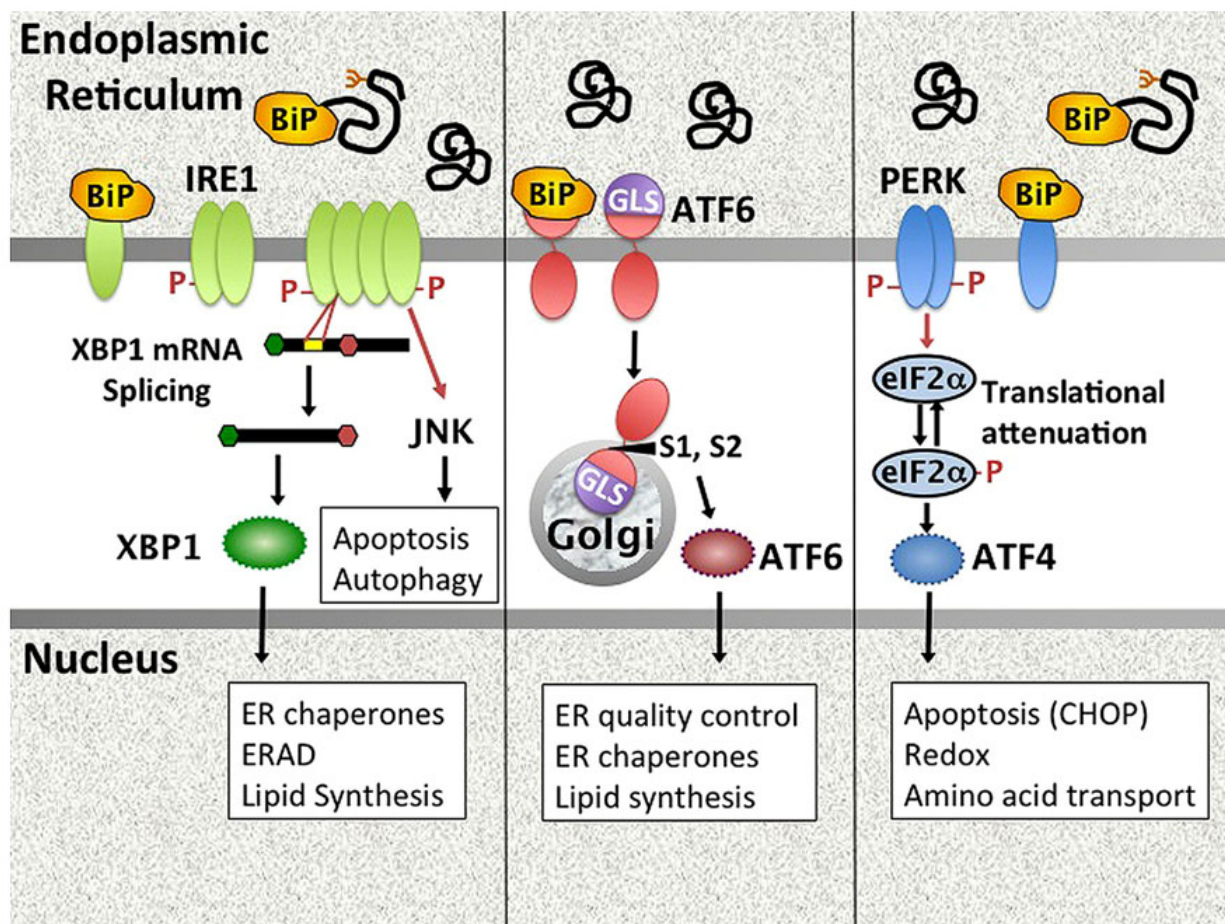 Endoplasmic
Reticulum
BiP
BiP
IRE1
P
P
P
XBP1 mRNA
Splicing
JNK
XBP1
Apoptosis
Autophagy
BiP
GLS
ATF6
S1, S2
GLS
Golgi
ATF6
PERK
BiP
BiP
P
P
eIF2α
Translational
attenuation
eIF2α
P
ATF4
Nucleus
ER chaperones
ERAD
Lipid Synthesis
ER quality control
ER chaperones
Lipid synthesis
Apoptosis (CHOP)
Redox
Amino acid transport